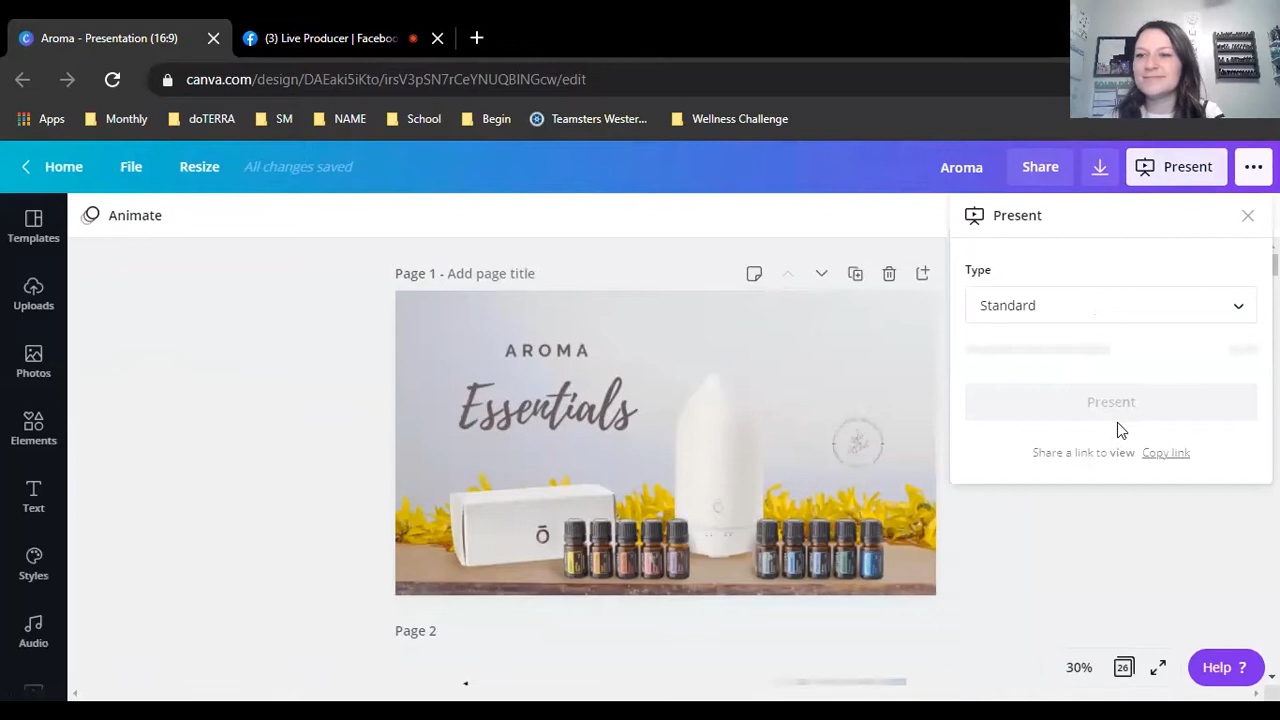 Aroma - Presentation (16:9)
(3) Live Producer | Facebo
canva.com/design/DAEaki5iKto/irsV3pSN7rCeYNUQBINGow/edit
Apps
Monthly
doTERRA
SM
NAME
School
Begin
Teamsters Wester...
Wellness Challenge
Home
File
Resize
All changes saved
Aroma
Share
Present
Animate
Present
Templates
Uploads
Photos
Elements
Text
Styles
Audio
Page 1 - Add page title
AROMA
Essentials
Page 2
Type
Standard
Present
Share a link to view Copy link
30%
26
Help ?